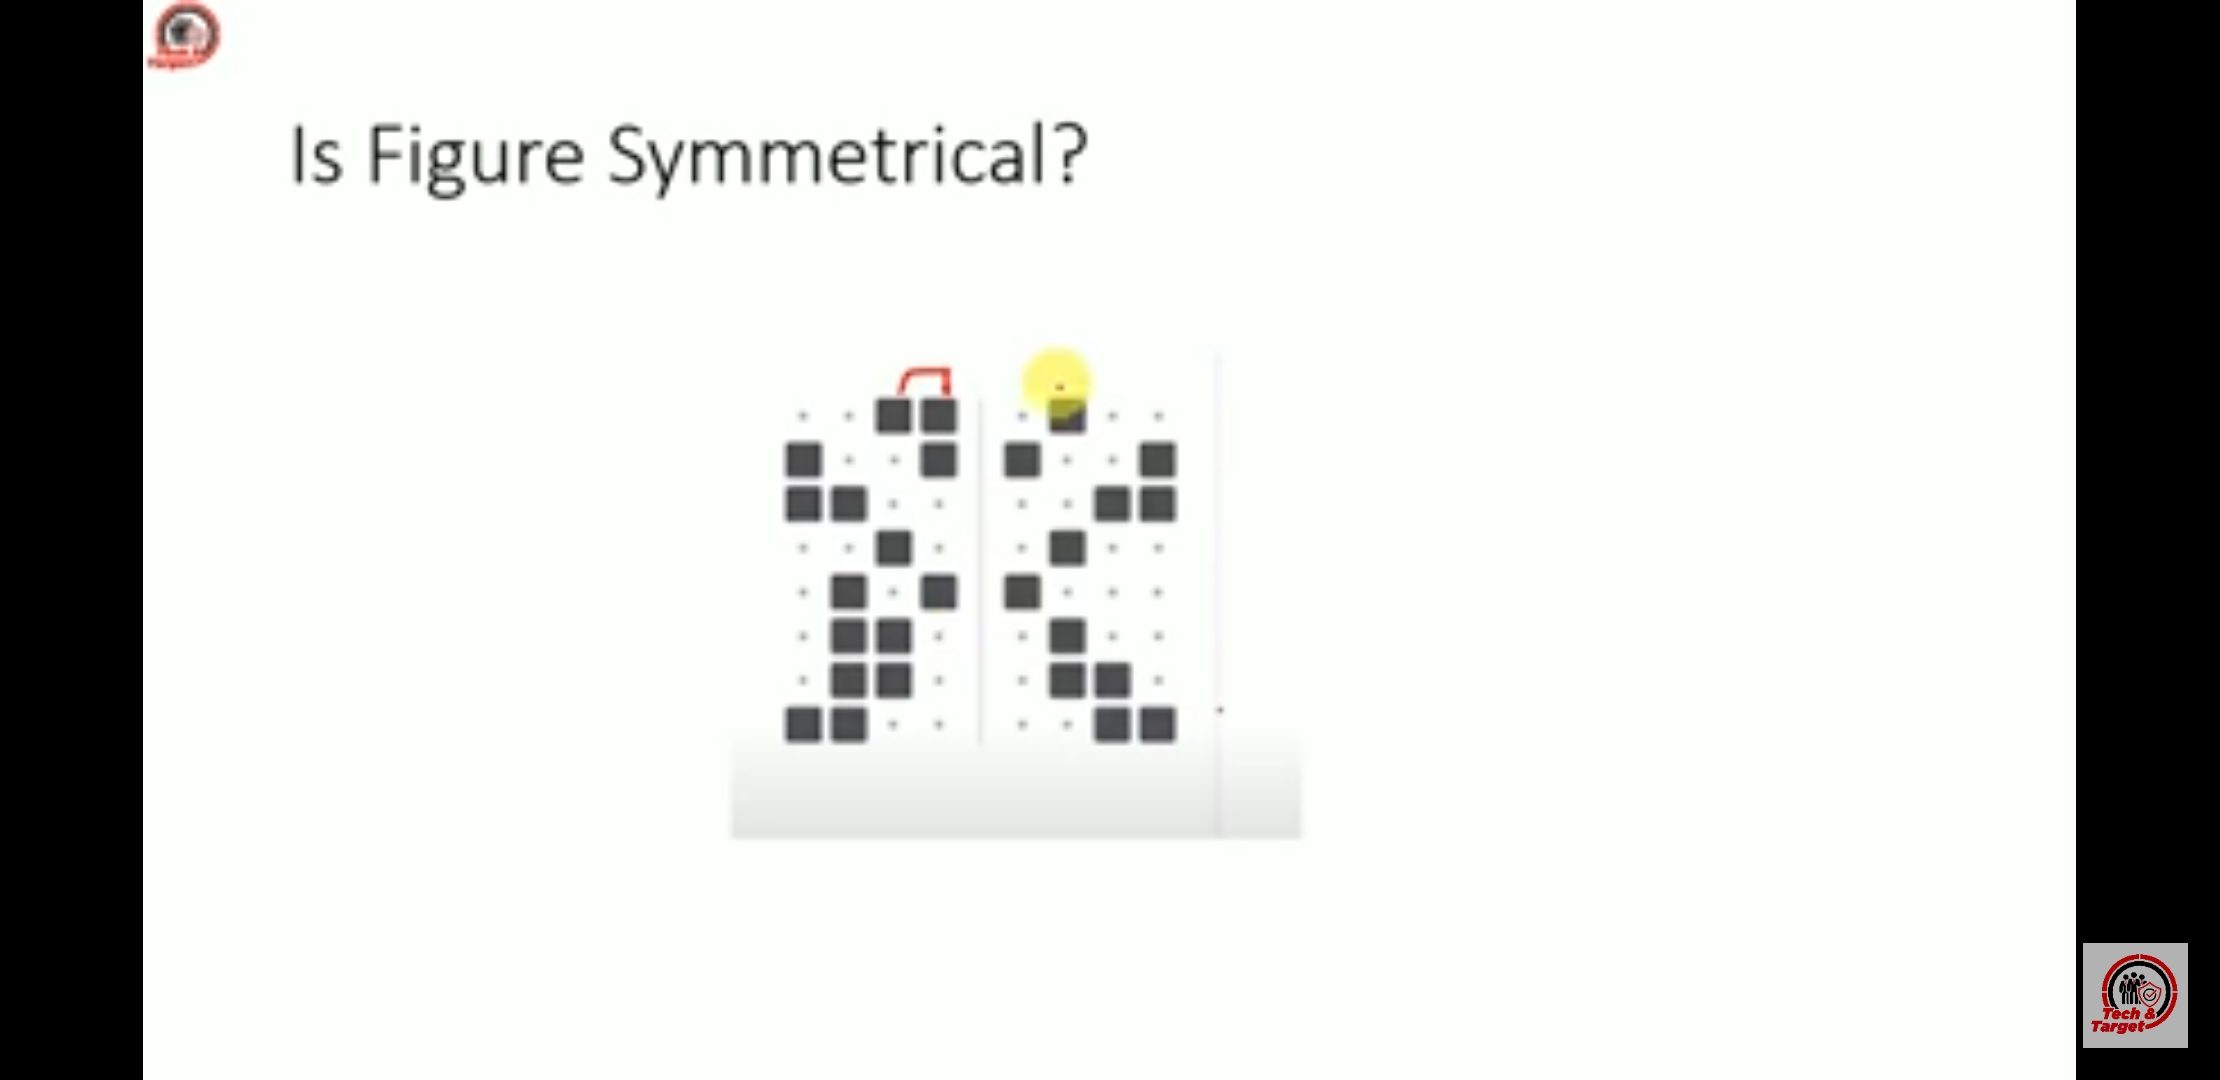 Is Figure Symmetrical?
Tech &
Target